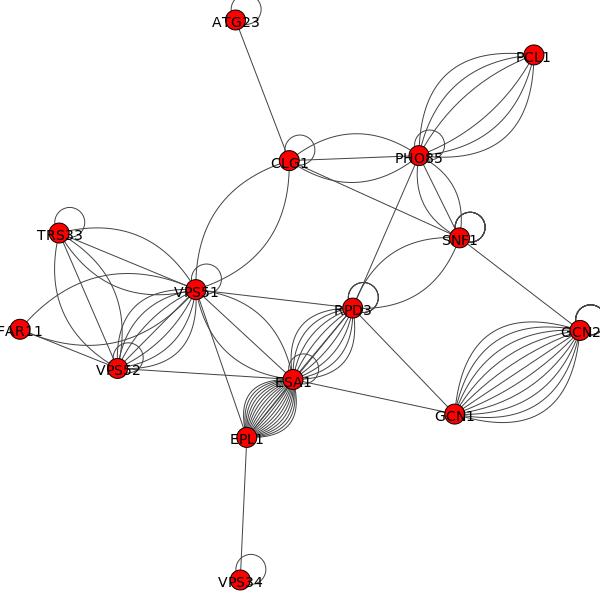 ATG23
PCL1
CLG1
PHO85
TRS33
SNF1
VPS51
RPD3
FAR11
GCN2
VPS52
ESA1
GCN1
EPL1
VPS34